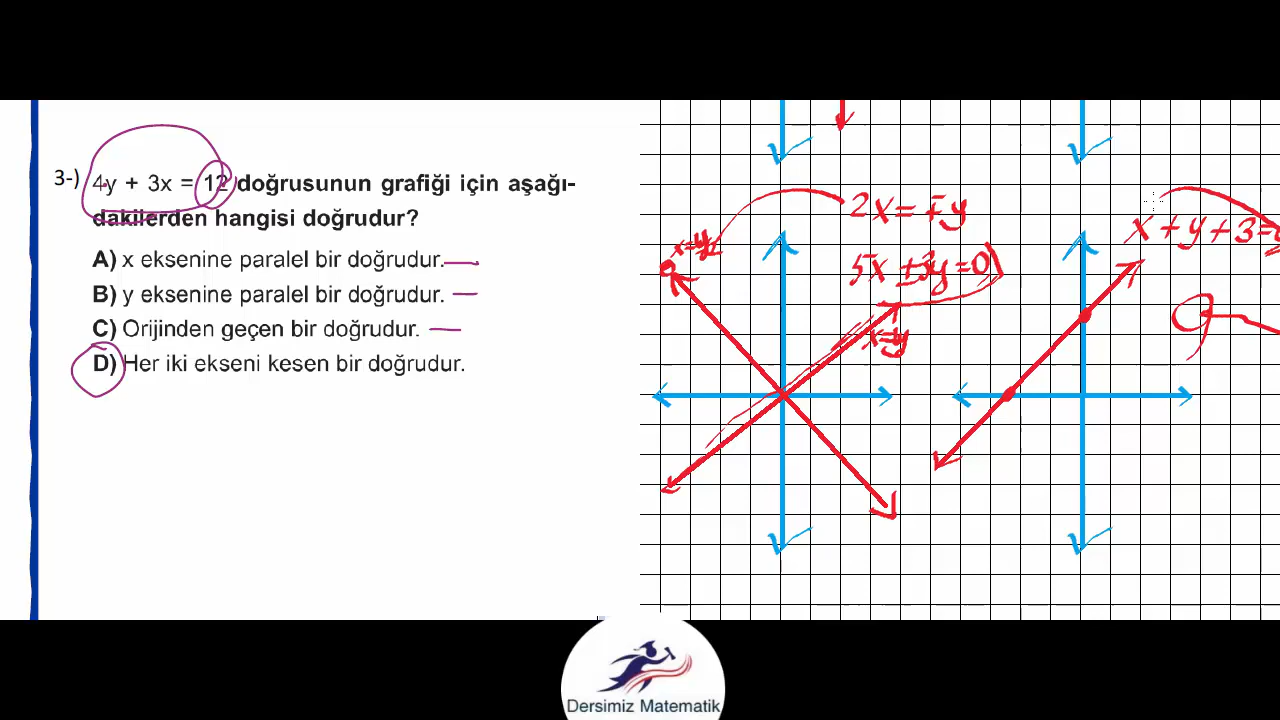 3-) 4y + 3x = 12 doğrusunun grafiği için aşağı-
dakilerden hangisi doğrudur?
A) x eksenine paralel bir doğrudur.
B) y eksenine paralel bir doğrudur.
C) Orijinden geçen bir doğrudur.
D) Her iki ekseni kesen bir doğrudur.
2x = +y
5x + 3y = 0
x=y
x=y
x + y + 3 = 0
Dersimiz Matematik